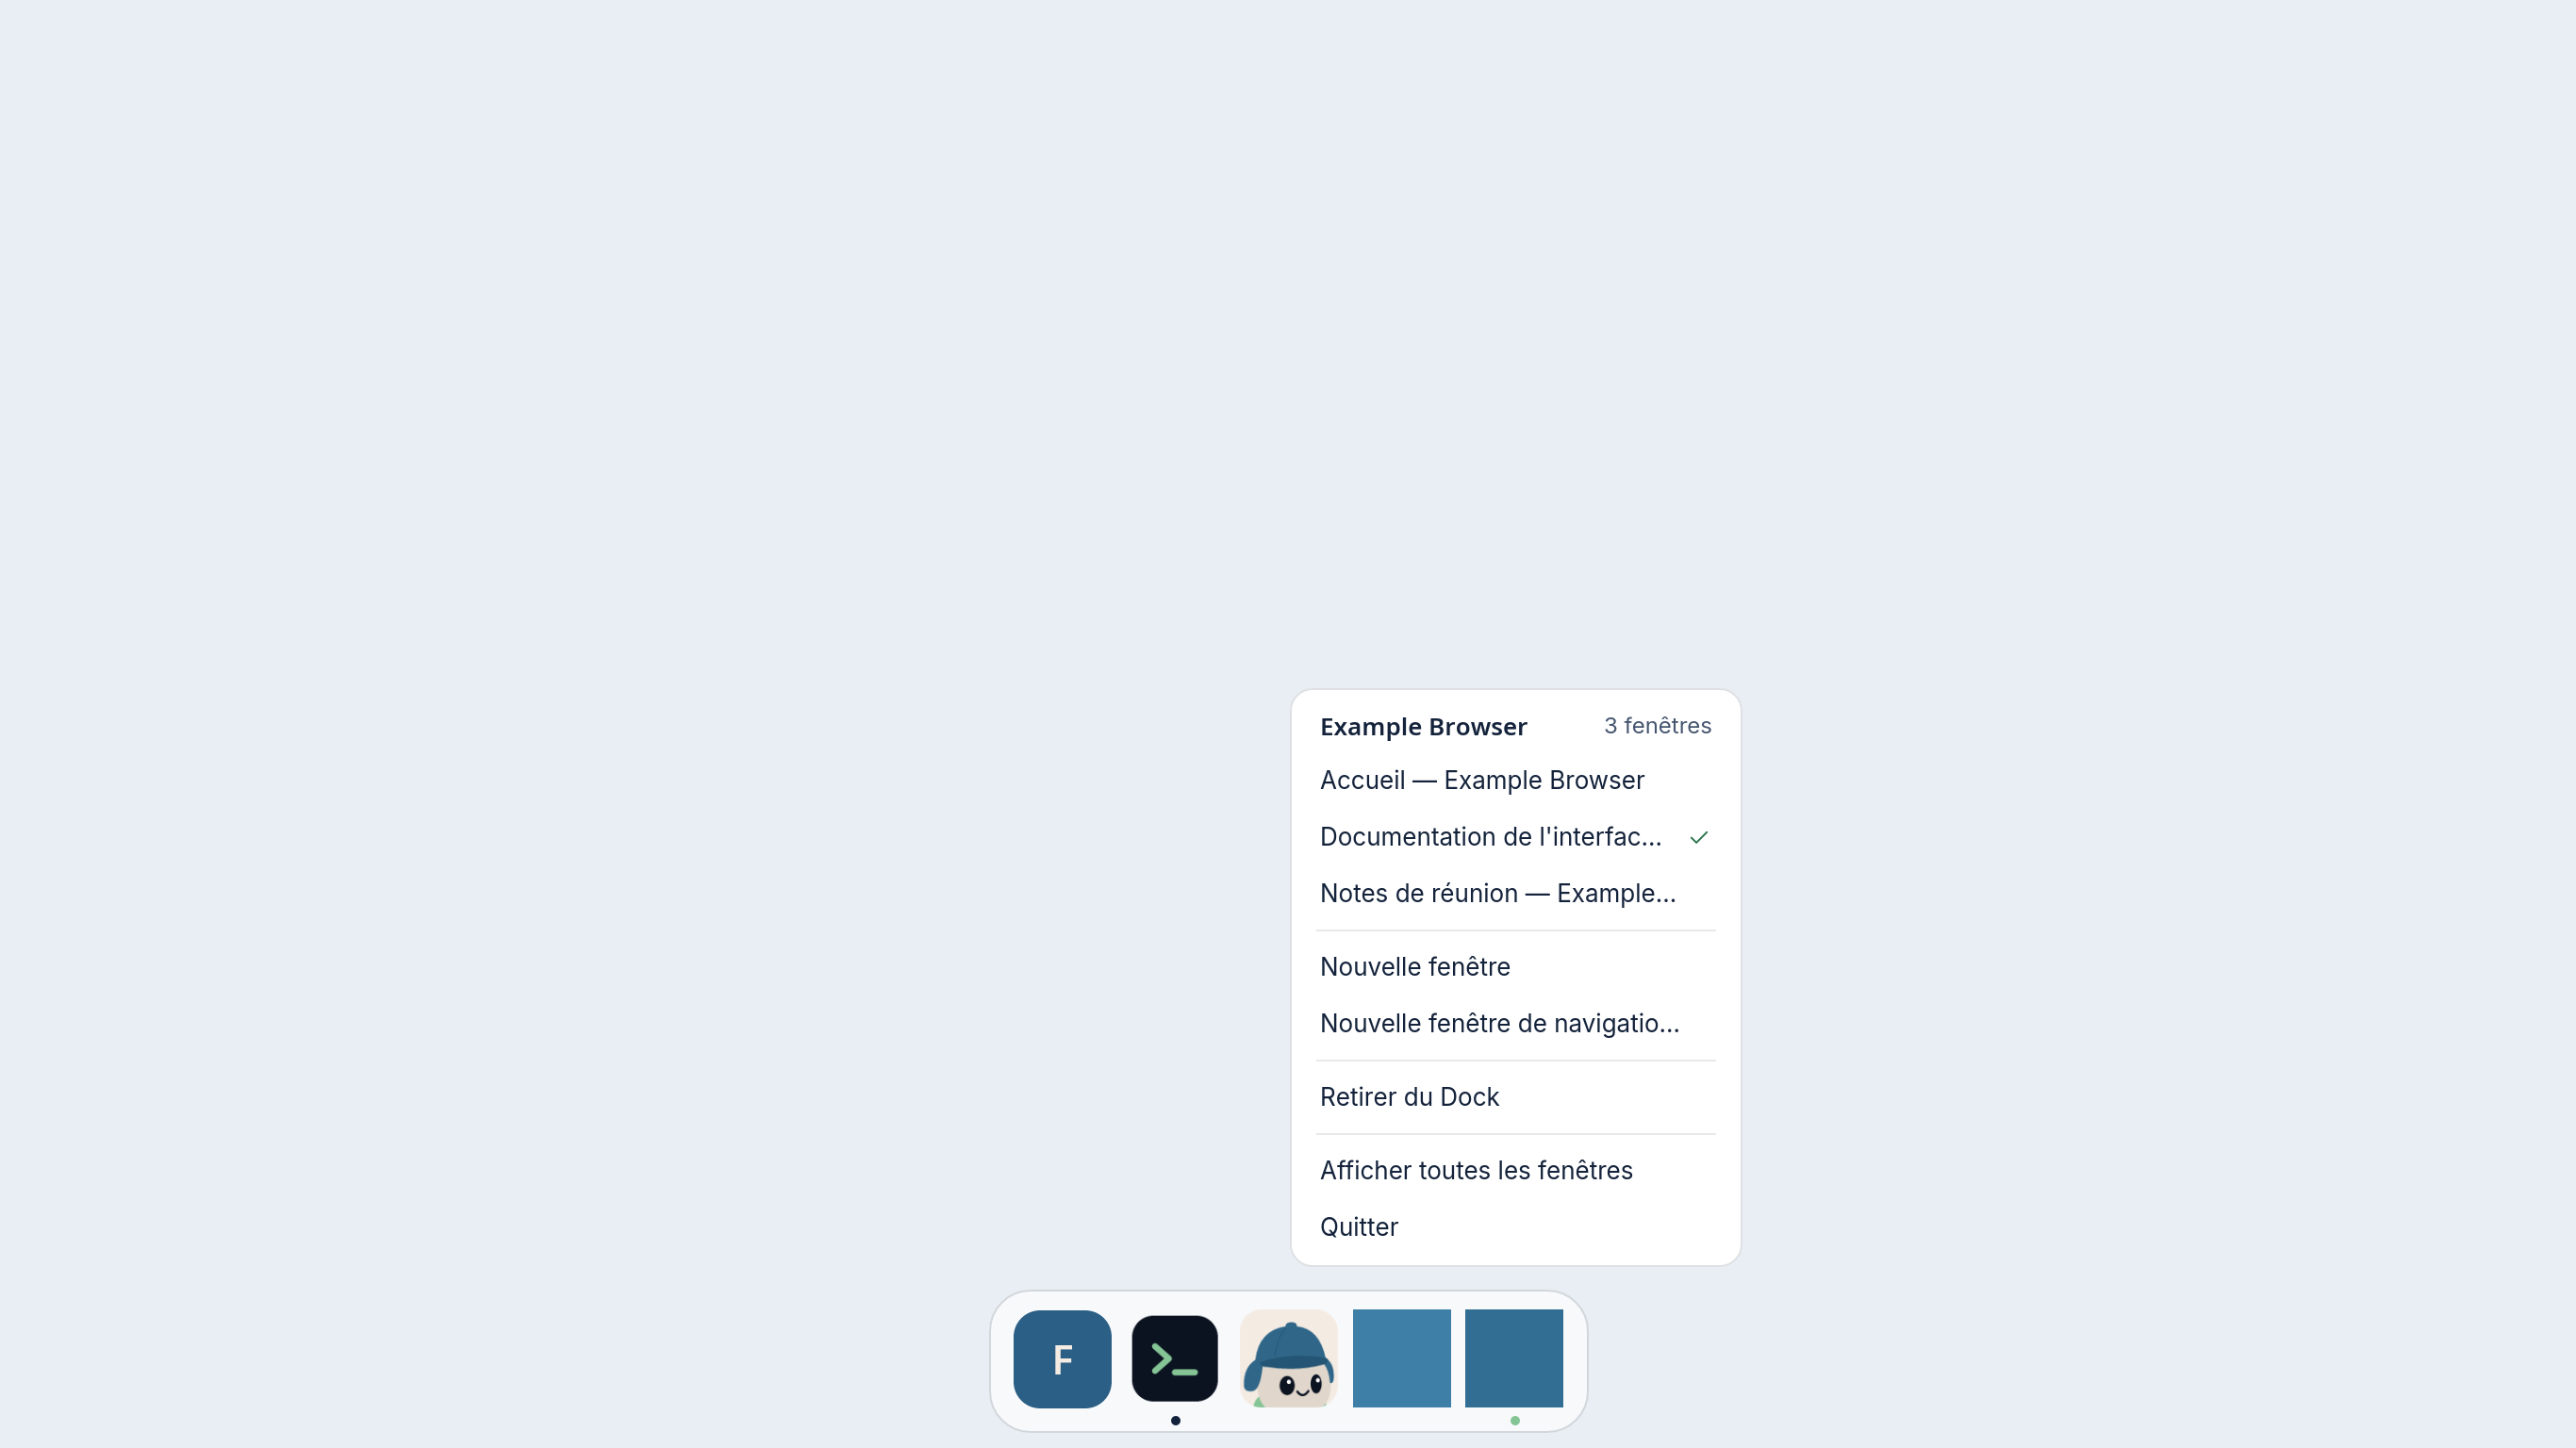 Example Browser 3 fenêtres
Accueil — Example Browser
Documentation de l'interfac...
Notes de réunion — Example...
Nouvelle fenêtre
Nouvelle fenêtre de navigatio...
Retirer du Dock
Afficher toutes les fenêtres
Quitter
F